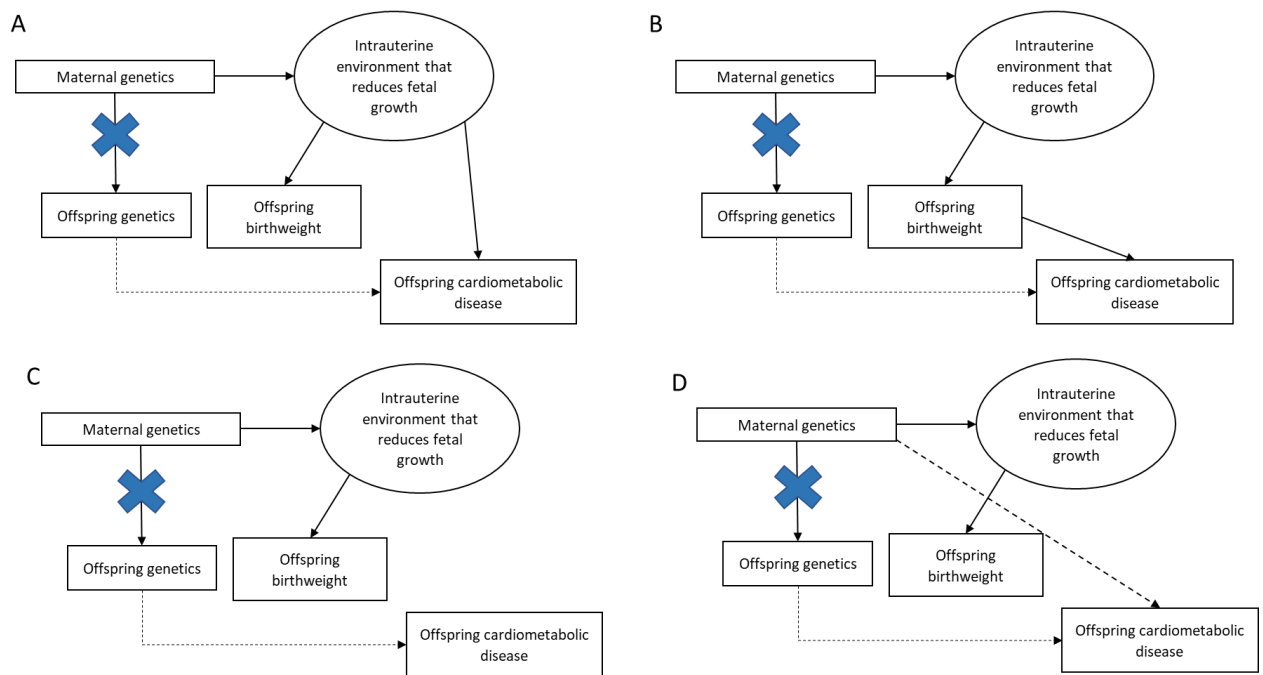 A
Maternal genetics
Intrauterine
environment that
reduces fetal
growth
Offspring genetics
Offspring
birthweight
Offspring cardiometabolic
disease
B
Maternal genetics
Intrauterine
environment that
reduces fetal
growth
Offspring genetics
Offspring
birthweight
Offspring cardiometabolic
disease
C
Maternal genetics
Intrauterine
environment that
reduces fetal
growth
Offspring genetics
Offspring
birthweight
Offspring cardiometabolic
disease
D
Maternal genetics
Intrauterine
environment that
reduces fetal
growth
Offspring genetics
Offspring
birthweight
Offspring cardiometabolic
disease